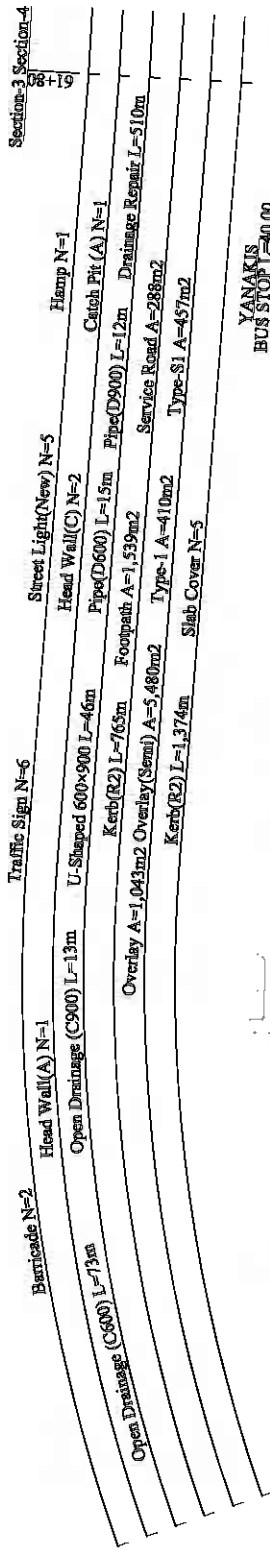 Section-3 Section-4
19+80
Barricade N=2 Traffic Sign N=6 Street Light(New) N=5 Hamp N=1
Head Wall(A) N=1 Head Wall(C) N=2 Catch Pit (A) N=1
Open Drainage (C600) L=73m Open Drainage (C900) L=13m U-Shaped 600×900 L=46m Pipe(D600) L=15m Pipe(D900) L=12m Drainage Repair L=510m
Kerb(R2) L=765m Footpath A=1,539m2 Service Road A=288m2
Overlay A=1,043m2 Overlay(Semi) A=5,480m2 Type-1 A=410m2 Type-S1 A=457m2
Kerb(R2) L=1,374m Slab Cover N=5
YANAKIS
BUS STOP L=40.00